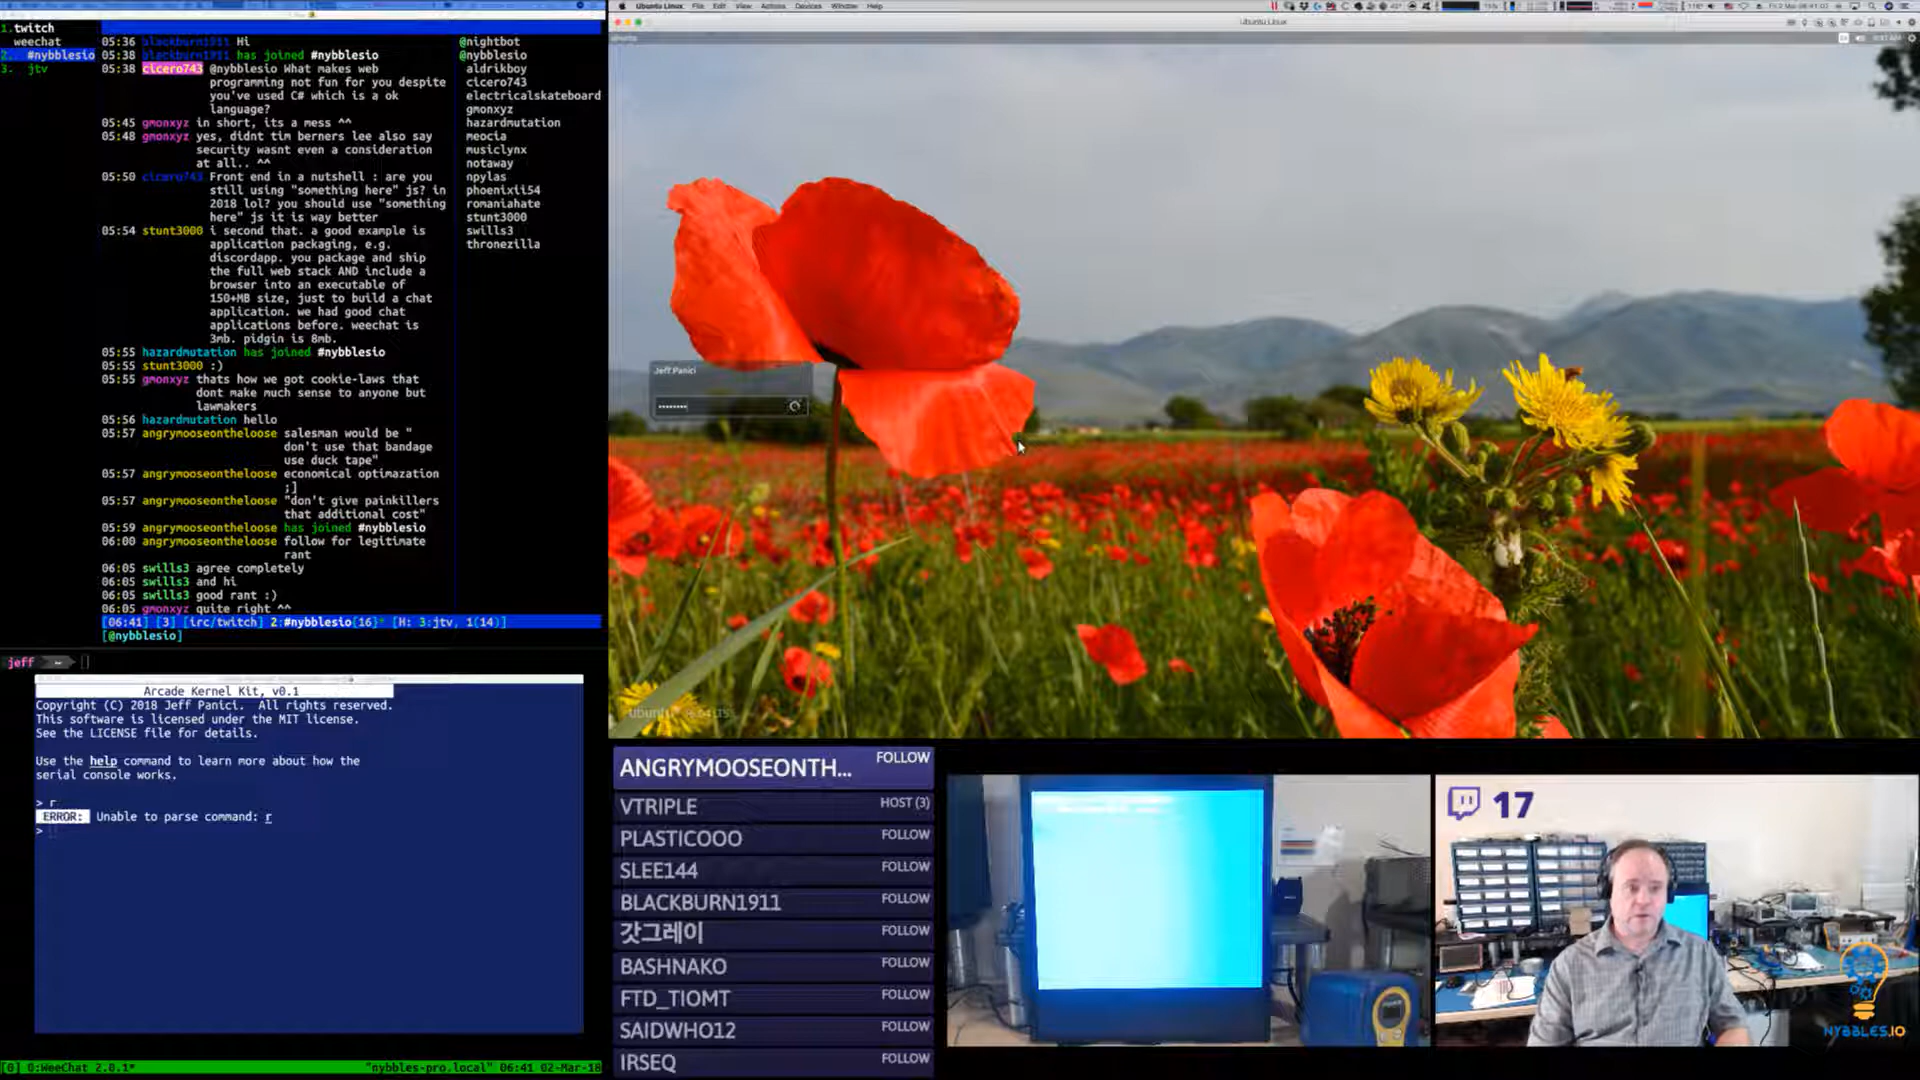 1.twitch
weechat
2. #nybblesio
3. jtv
05:36 blackburn1911 Hi
05:38 blackburn1911 has joined #nybblesio
05:38 cicero743 @nybblesio What makes web
programming not fun for you despite
you've used C# which is a ok
language?
05:45 gmonxyz in short, its a mess ^^
05:48 gmonxyz yes, didnt tim berners lee also say
security wasnt even a consideration
at all.. ^^
05:50 cicero743 Front end in a nutshell : are you
still using "something here" js? in
2018 lol? you should use "something
here" js it is way better
05:54 stunt3000 i second that. a good example is
application packaging, e.g.
discordapp. you package and ship
the full web stack AND include a
browser into an executable of
150+MB size, just to build a chat
application. we had good chat
applications before. weechat is
3mb. pidgin is 8mb.
05:55 hazardmutation has joined #nybblesio
05:55 stunt3000 :)
05:55 gmonxyz thats how we got cookie-laws that
dont make much sense to anyone but
lawmakers
05:56 hazardmutation hello
05:57 angrymooseontheloose salesman would be "
don't use that bandage
use duck tape"
05:57 angrymooseontheloose economical optimazation
;]
05:57 angrymooseontheloose "don't give painkillers
that additional cost"
05:59 angrymooseontheloose has joined #nybblesio
06:00 angrymooseontheloose follow for legitimate
rant
06:05 swills3 agree completely
06:05 swills3 and hi
06:05 swills3 good rant :)
06:05 gmonxyz quite right ^^
[06:41] [3] [irc/twitch] 2:#nybblesio{16}* [H: 3:jtv, 1(14)]
[@nybblesio]
@nightbot
@nybblesio
aldrikboy
cicero743
electricalskateboard
gmonxyz
hazardmutation
meocia
musiclynx
notaway
npylas
phoenixii54
romaniahate
stunt3000
swills3
thronezilla
jeff ~
Arcade Kernel Kit, v0.1
Copyright (C) 2018 Jeff Panici. All rights reserved.
This software is licensed under the MIT license.
See the LICENSE file for details.
Use the help command to learn more about how the
serial console works.
> r
ERROR: Unable to parse command: r
>
[0] 0:WeeChat 2.0.1* "nybbles-pro.local" 06:41 02-Mar-18
Ubuntu Linux File Edit View Actions Devices Window Help
Ubuntu Linux
Jeff Panici
ubuntu
ANGRYMOOSEONTH... FOLLOW
VTRIPLE HOST (3)
PLASTICOOO FOLLOW
SLEE144 FOLLOW
BLACKBURN1911 FOLLOW
갓그레이 FOLLOW
BASHNAKO FOLLOW
FTD_TIOMT FOLLOW
SAIDWHO12 FOLLOW
IRSEQ FOLLOW
17
NYBBLES.IO